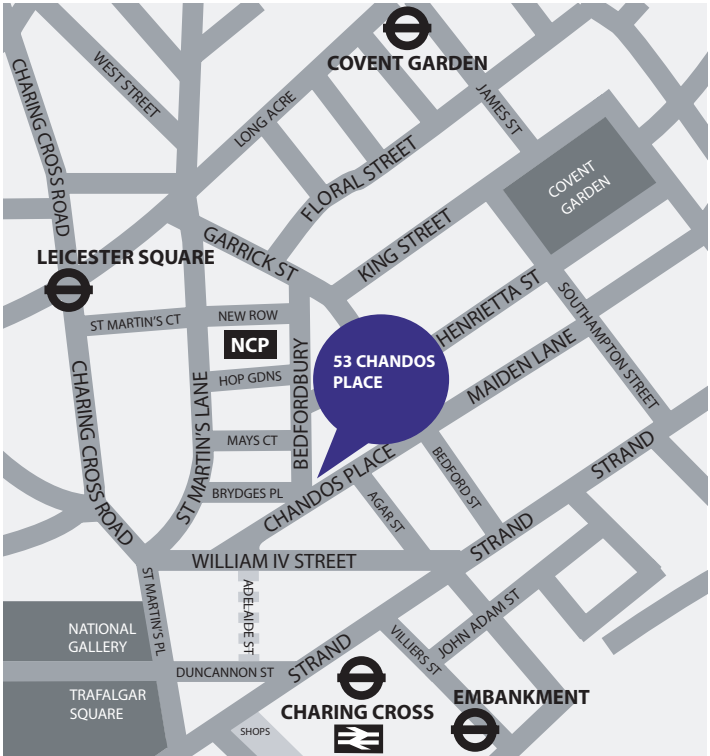 COVENT GARDEN
CHARING CROSS ROAD
WEST STREET
LONG ACRE
JAMES ST
FLORAL STREET
COVENT
GARDEN
GARRICK ST
KING STREET
LEICESTER SQUARE
ST MARTIN'S CT
NEW ROW
NCP
HENRIETTA ST
SOUTHAMPTON STREET
53 CHANDOS
PLACE
MAIDEN LANE
HOP GDNS
BEDFORDBURY
CHARING CROSS ROAD
ST MARTIN'S LANE
MAYS CT
BRYDGES PL
CHANDOS PLACE
AGAR ST
BEDFORD ST
STRAND
STRAND
WILLIAM IV STREET
ST MARTIN'S PL
ADELAIDE ST
NATIONAL
GALLERY
DUNCANNON ST
STRAND
VILLIERS ST
JOHN ADAM ST
TRAFALGAR
SQUARE
CHARING CROSS
EMBANKMENT
SHOPS